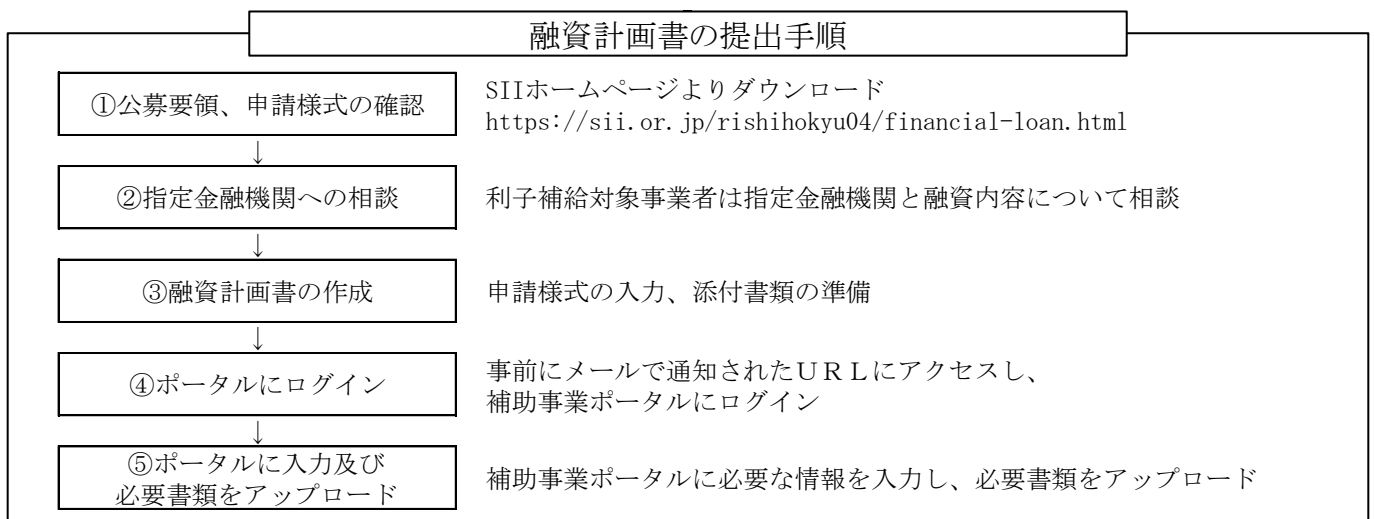 融資計画書の提出手順
①公募要領、申請様式の確認
SIIホームページよりダウンロード
https://sii.or.jp/rishihokyu04/financial-loan.html
↓
②指定金融機関への相談
利子補給対象事業者は指定金融機関と融資内容について相談
↓
③融資計画書の作成
申請様式の入力、添付書類の準備
↓
④ポータルにログイン
事前にメールで通知されたＵＲＬにアクセスし、
補助事業ポータルにログイン
↓
⑤ポータルに入力及び
必要書類をアップロード
補助事業ポータルに必要な情報を入力し、必要書類をアップロード